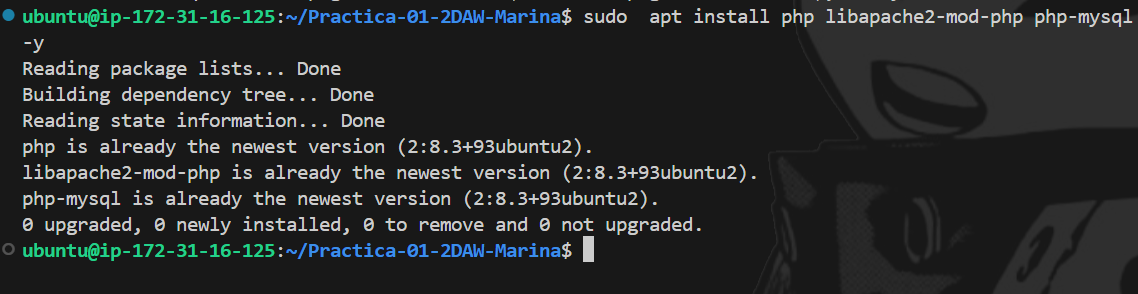 ubuntu@ip-172-31-16-125:~/Practica-01-2DAW-Marina$ sudo  apt install php libapache2-mod-php php-mysql
-y
Reading package lists... Done
Building dependency tree... Done
Reading state information... Done
php is already the newest version (2:8.3+93ubuntu2).
libapache2-mod-php is already the newest version (2:8.3+93ubuntu2).
php-mysql is already the newest version (2:8.3+93ubuntu2).
0 upgraded, 0 newly installed, 0 to remove and 0 not upgraded.
ubuntu@ip-172-31-16-125:~/Practica-01-2DAW-Marina$